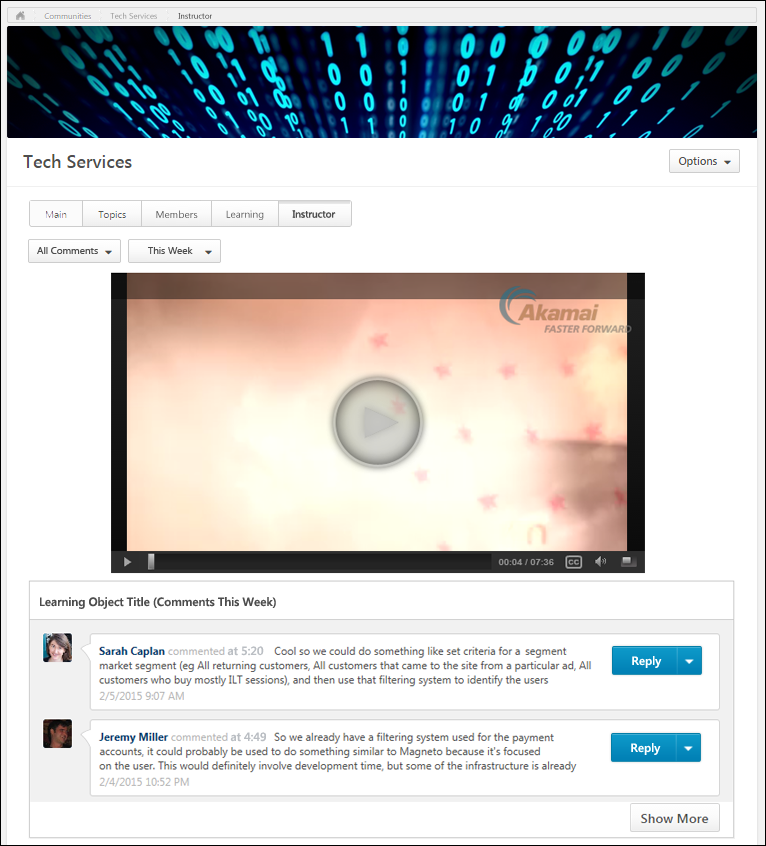 Communities Tech Services Instructor
Tech Services
Options
Main Topics Members Learning Instructor
All Comments This Week
Akamai
FASTER FORWARD
00:04 / 07:36 CC
Learning Object Title (Comments This Week)
Sarah Caplan commented at 5:20 Cool so we could do something like set criteria for a segment
market segment (eg All returning customers, All customers that came to the site from a particular ad, All
customers who buy mostly ILT sessions), and then use that filtering system to identify the users
2/5/2015 9:07 AM
Reply
Jeremy Miller commented at 4:49 So we already have a filtering system used for the payment
accounts, it could probably be used to do something similar to Magneto because it's focused
on the user. This would definitely involve development time, but some of the infrastructure is already
2/4/2015 10:52 PM
Reply
Show More